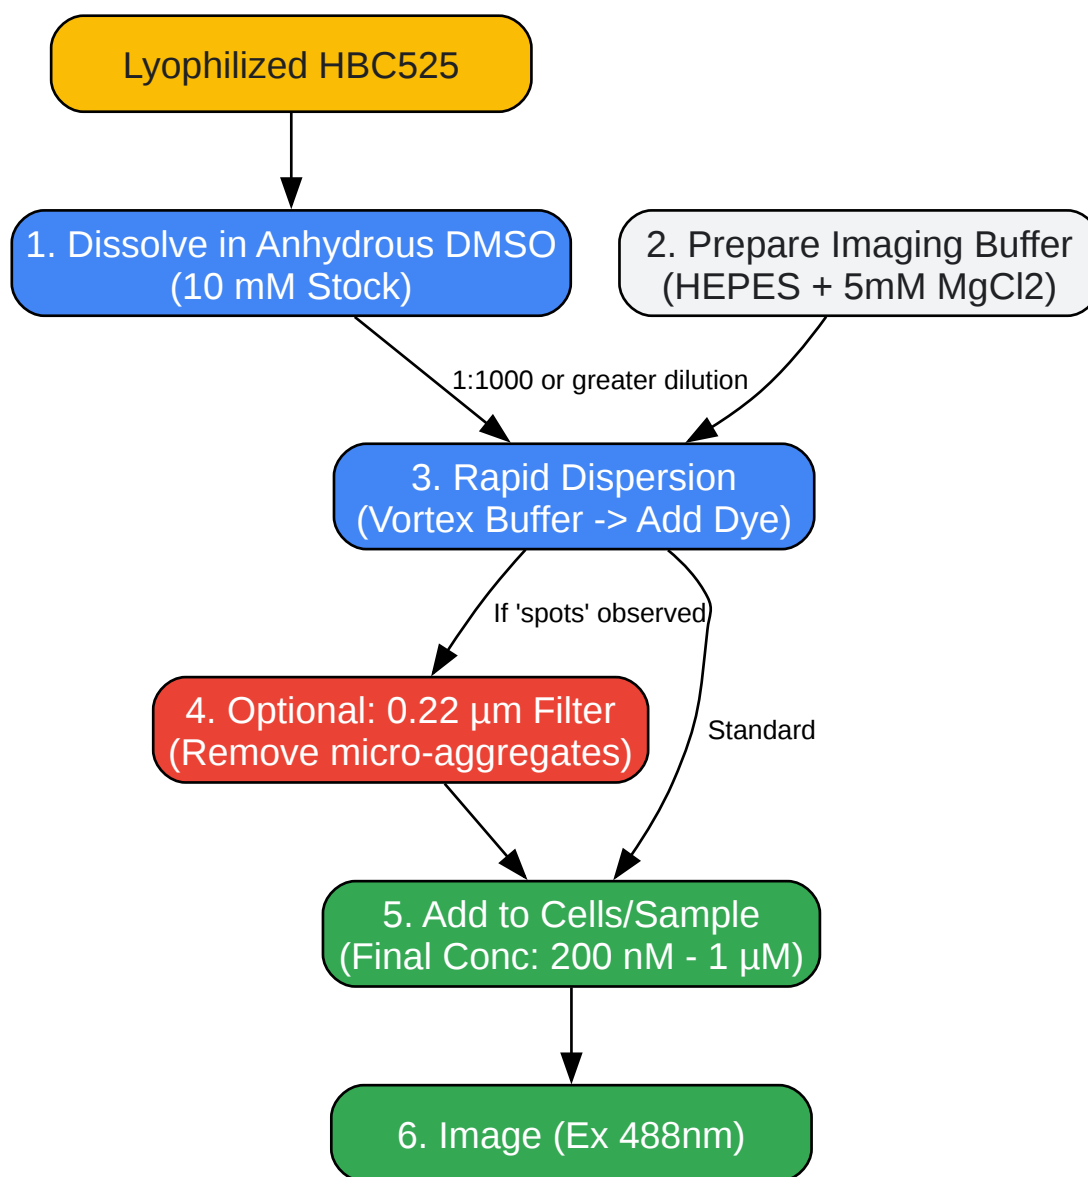 Lyophilized HBC525
1. Dissolve in Anhydrous DMSO
(10 mM Stock)
2. Prepare Imaging Buffer
(HEPES + 5mM MgCl2)
1:1000 or greater dilution
3. Rapid Dispersion
(Vortex Buffer -> Add Dye)
If 'spots' observed
4. Optional: 0.22 µm Filter
(Remove micro-aggregates)
Standard
5. Add to Cells/Sample
(Final Conc: 200 nM - 1 µM)
6. Image (Ex 488nm)